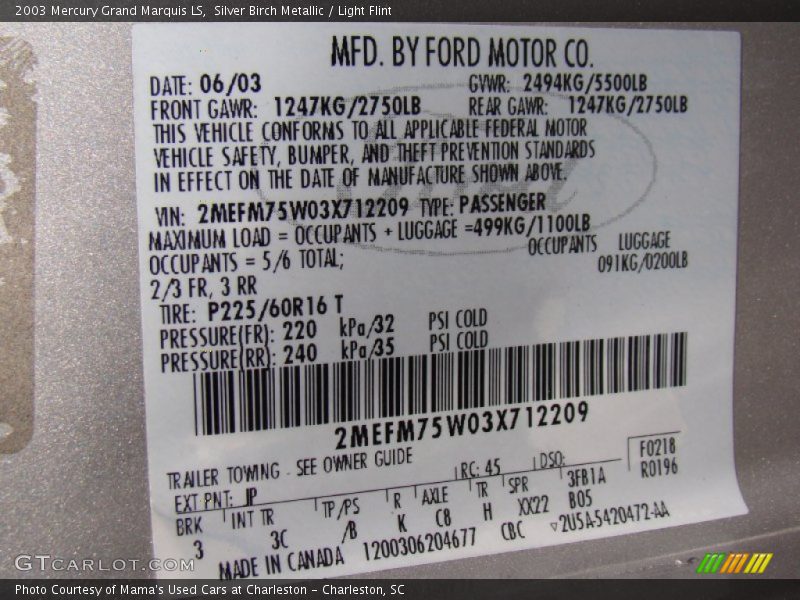 2003 Mercury Grand Marquis LS, Silver Birch Metallic / Light Flint
MFD. BY FORD MOTOR CO.
DATE: 06/03 GVWR: 2494KG/5500LB
FRONT GAWR: 1247KG/2750LB REAR GAWR: 1247KG/2750LB
THIS VEHICLE CONFORMS TO ALL APPLICABLE FEDERAL MOTOR
VEHICLE SAFETY, BUMPER, AND THEFT PREVENTION STANDARDS
IN EFFECT ON THE DATE OF MANUFACTURE SHOWN ABOVE.
VIN: 2MEFM75W03X712209 TYPE: PASSENGER
MAXIMUM LOAD = OCCUPANTS + LUGGAGE =499KG/1100LB
OCCUPANTS = 5/6 TOTAL; OCCUPANTS LUGGAGE
2/3 FR, 3 RR 091KG/0200LB
TIRE: P225/60R16 T
PRESSURE(FR): 220 kPa/32 PSI COLD
PRESSURE(RR): 240 kPa/35 PSI COLD
2MEFM75W03X712209
TRAILER TOWING - SEE OWNER GUIDE
EXT PNT: JP RC: 45 DSO: F0218
R0196
BRK INT TR TP/PS R AXLE TR SPR 3FB1A
3 3C /B K CB H XX22 B05
MADE IN CANADA 1200306204677 CBC ▽2U5A-5420472-AA
GTCarlot.com
Photo Courtesy of Mama's Used Cars at Charleston - Charleston, SC